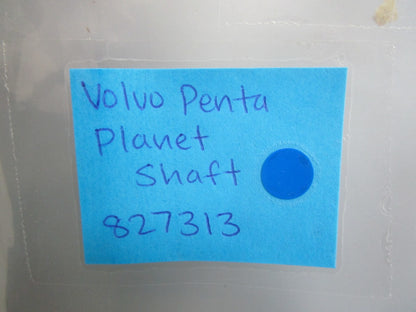 Volvo Penta
Planet
Shaft
827313